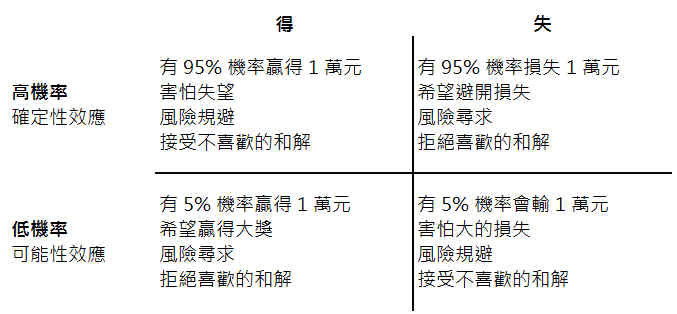 得
失
高機率
確定性效應
有 95% 機率贏得 1 萬元
害怕失望
風險規避
接受不喜歡的和解
有 95% 機率損失 1 萬元
希望避開損失
風險尋求
拒絕喜歡的和解
低機率
可能性效應
有 5% 機率贏得 1 萬元
希望贏得大獎
風險尋求
拒絕喜歡的和解
有 5% 機率會輸 1 萬元
害怕大的損失
風險規避
接受不喜歡的和解